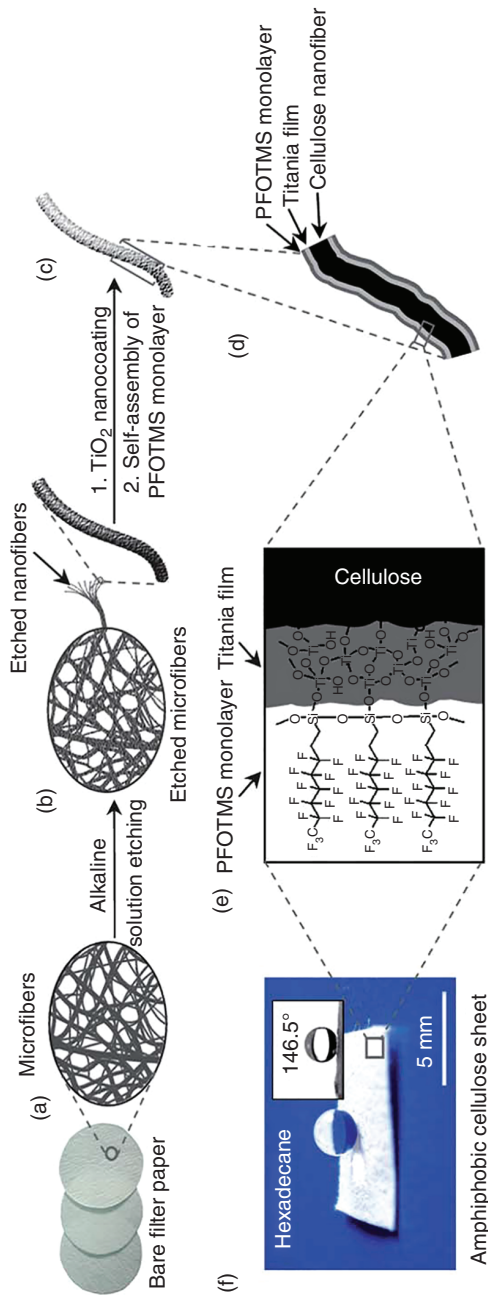 Bare filter paper
(a)
Microfibers
Alkaline
solution etching
(b)
Etched nanofibers
Etched microfibers
1. TiO2 nanocoating
2. Self-assembly of
PFOTMS monolayer
(c)
(d)
PFOTMS monolayer
Titania film
Cellulose nanofiber
(e)
PFOTMS monolayer
Titania film
Cellulose
(f)
Hexadecane
146.5°
5 mm
Amphiphobic cellulose sheet